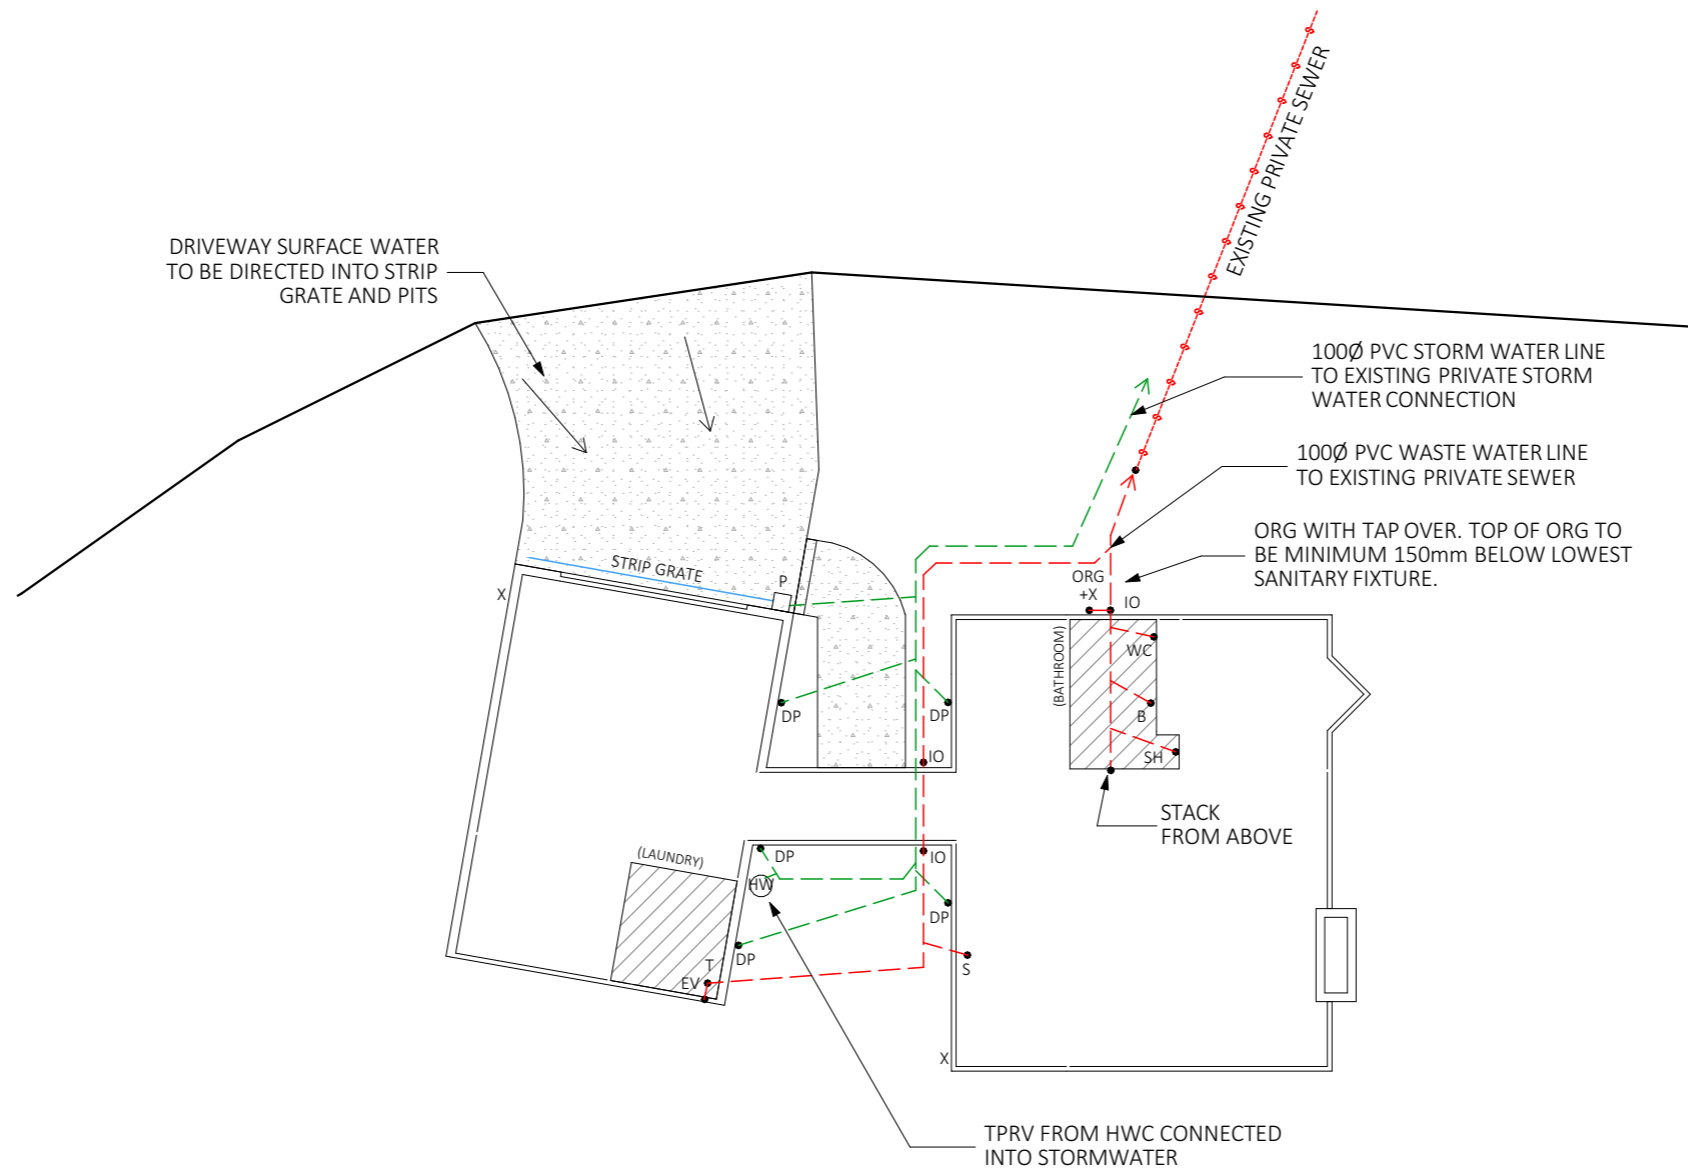 EXISTING PRIVATE SEWER
DRIVEWAY SURFACE WATER
TO BE DIRECTED INTO STRIP
GRATE AND PITS
100Ø PVC STORM WATER LINE
TO EXISTING PRIVATE STORM
WATER CONNECTION
100Ø PVC WASTE WATER LINE
TO EXISTING PRIVATE SEWER
ORG WITH TAP OVER. TOP OF ORG TO
BE MINIMUM 150mm BELOW LOWEST
SANITARY FIXTURE.
STRIP GRATE
P
X
ORG
+X
IO
(BATHROOM)
WC
B
SH
DP
DP
IO
STACK
FROM ABOVE
(LAUNDRY)
DP
HW
IO
DP
DP
T
EV
S
X
TPRV FROM HWC CONNECTED
INTO STORMWATER
S
S
S
S
S
S
S
S
S
S
S
S
S